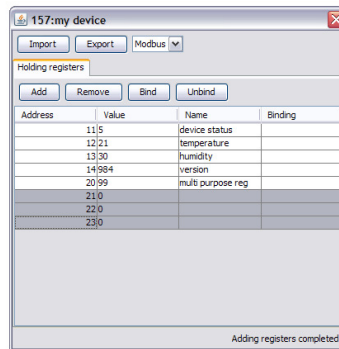 157:my device
Import Export Modbus
Holding registers
Add Remove Bind Unbind
Address Value Name Binding
11 5 device status
12 21 temperature
13 30 humidity
14 984 version
20 99 multi purpose reg
21 0
22 0
23 0
Adding registers completed